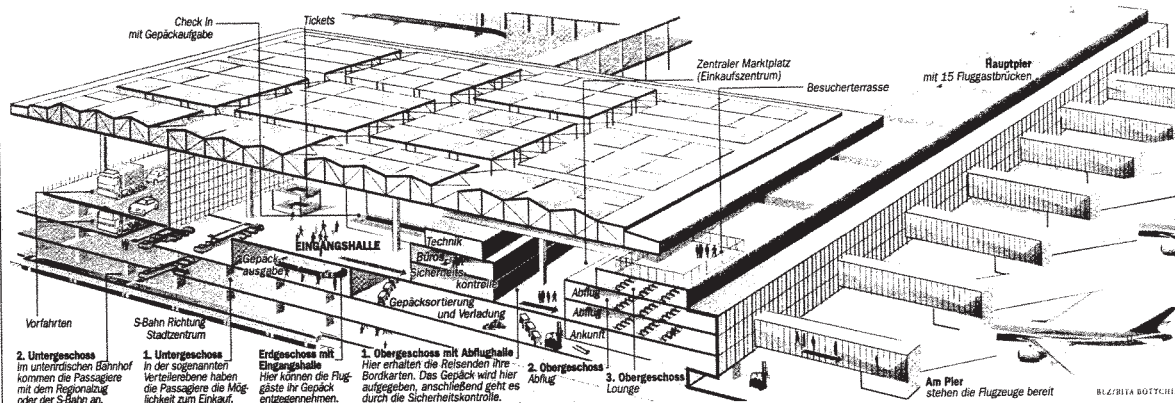 Check In
mit Gepäckaufgabe
Tickets
Zentraler Marktplatz
(Einkaufszentrum)
Besucherterrasse
Hauptpier
mit 15 Fluggastbrücken
EINGANGSHALLE
Gepäck-
ausgabe
Technik
Büros
Sicherheits-
kontrolle
Gepäcksortierung
und Verladung
Abflug
Abflug
Ankunft
Vorfahrten
S-Bahn Richtung
Stadtzentrum
2. Untergeschoss
Im unterirdischen Bahnhof
kommen die Passagiere
mit dem Regionalzug
oder der S-Bahn an.
1. Untergeschoss
In der sogenannten
Verteilerebene haben
die Passagiere die Mög-
lichkeit zum Einkauf.
Erdgeschoss mit
Eingangshalle
Hier können die Flug-
gäste ihr Gepäck
entgegennehmen.
1. Obergeschoss mit Abflughalle
Hier erhalten die Reisenden ihre
Bordkarten. Das Gepäck wird hier
aufgegeben, anschließend geht es
durch die Sicherheitskontrolle.
2. Obergeschoss
Abflug
3. Obergeschoss
Lounge
Am Pier
stehen die Flugzeuge bereit
BLZ/RITA BÖTTCH